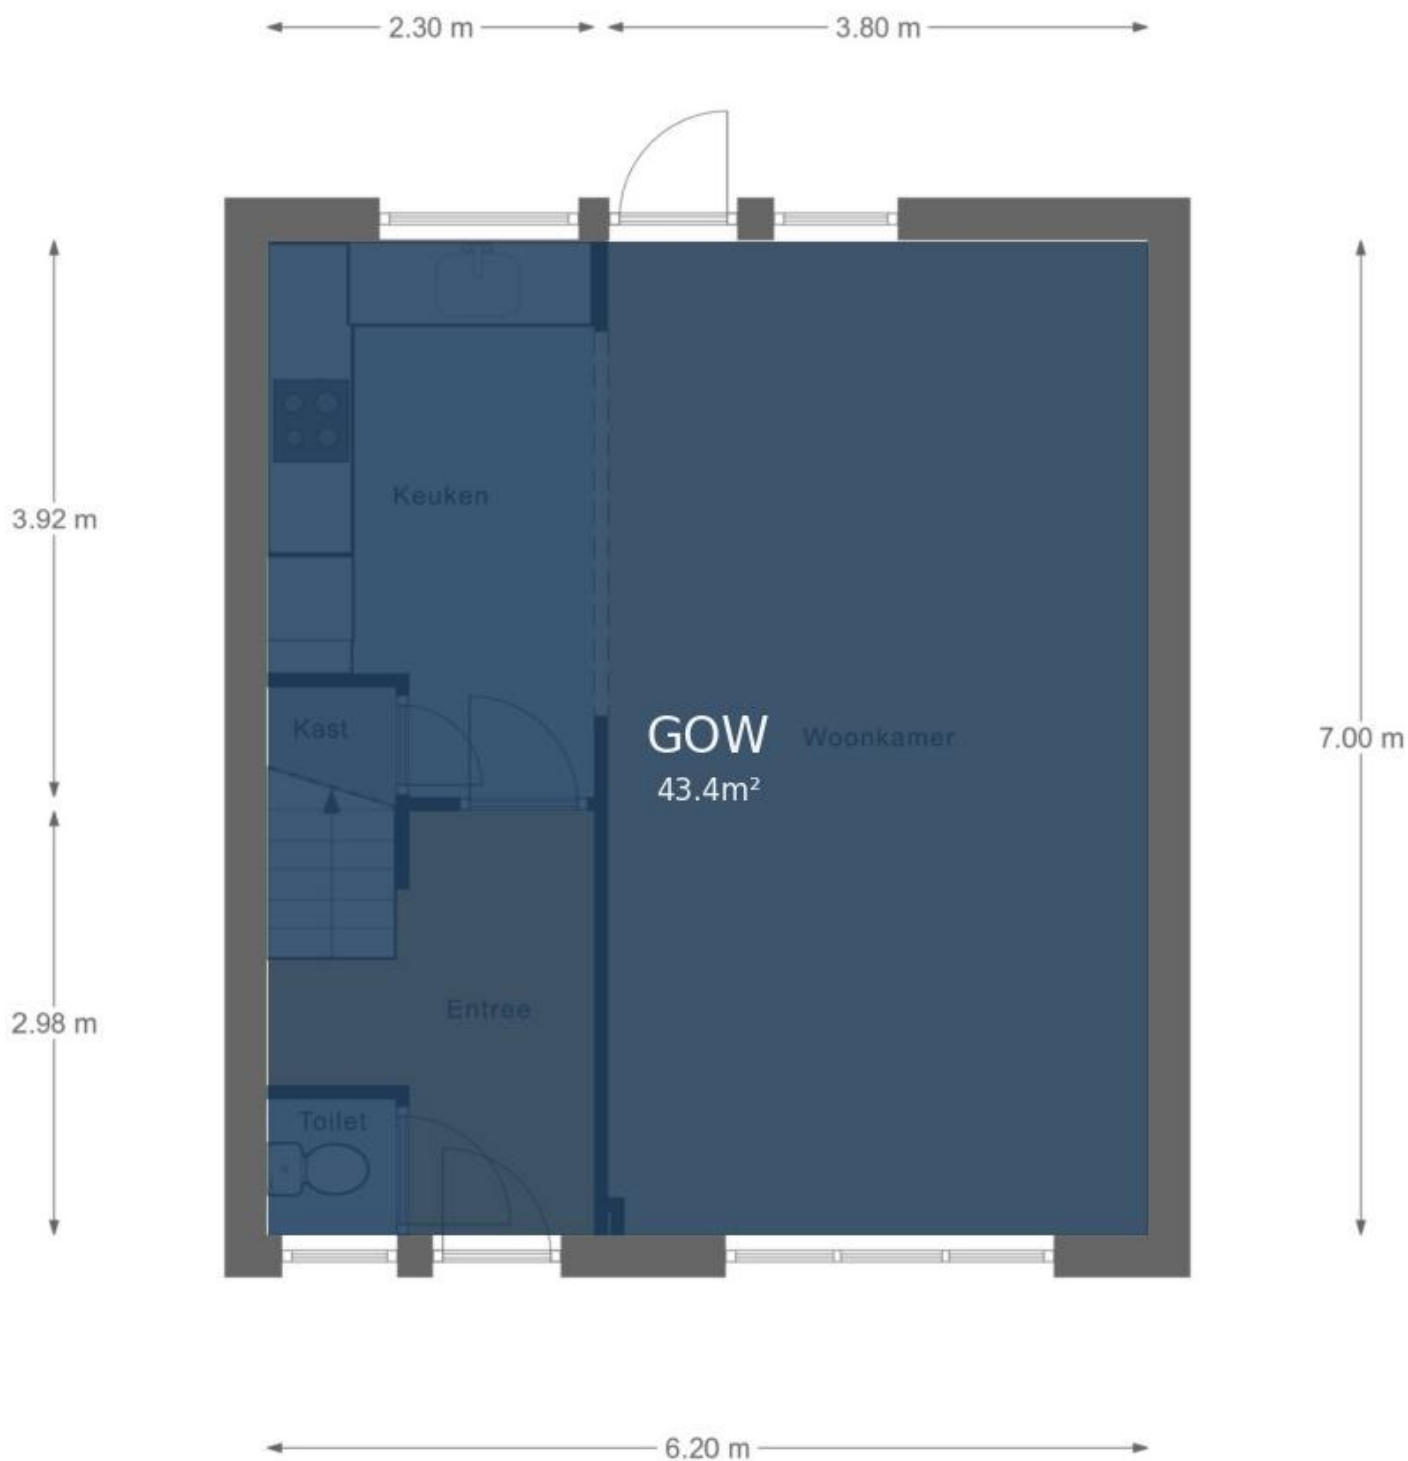 2.30 m
3.80 m
Keuken
3.92 m
Kast
GOW
Woonkamer
43.4m²
7.00 m
Entree
2.98 m
Toilet
6.20 m